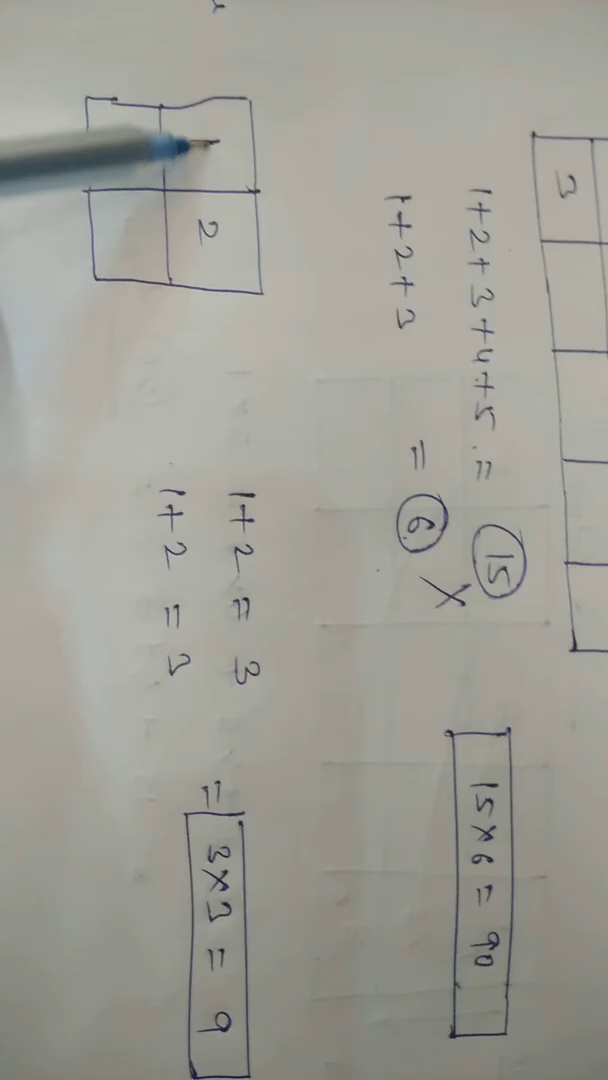 3
1+2+3+4+5 = 15
1+2+3 = 6 ×
15×6 = 90
2
1+2 = 3
1+2 = 3
= 3×3 = 9